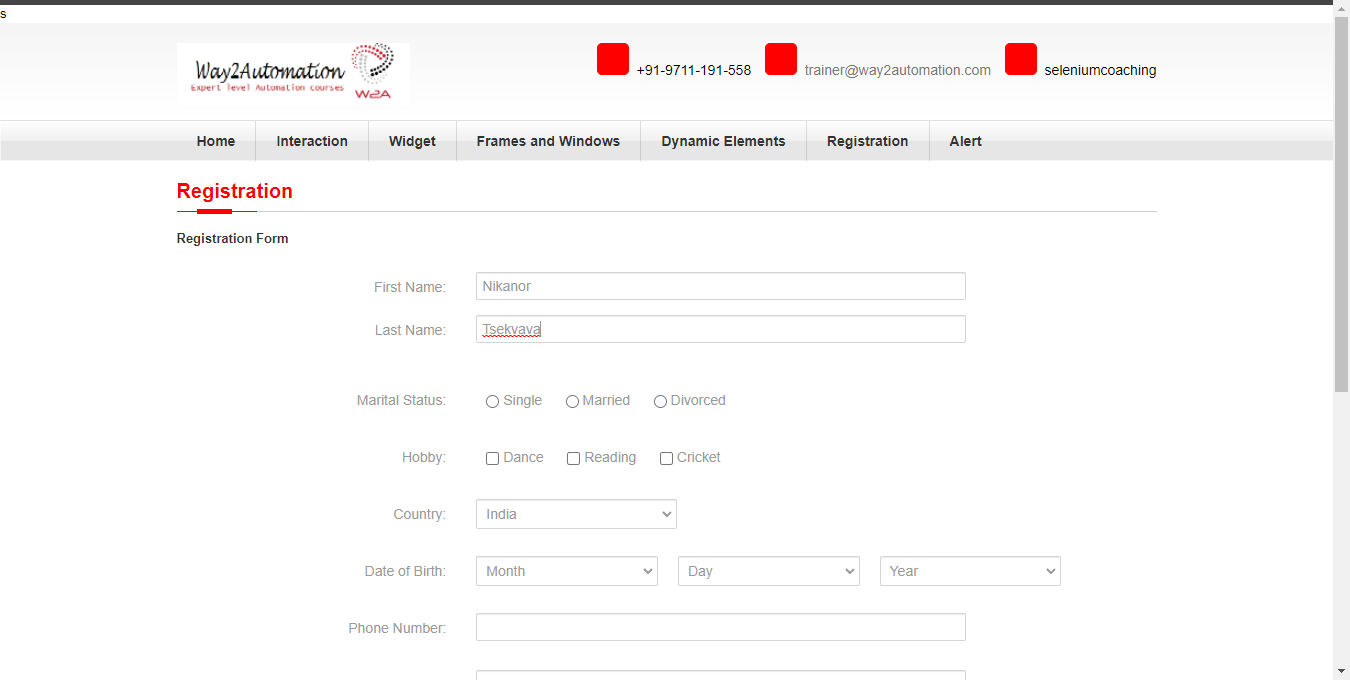 s
Way2Automation
Expert level Automation courses
W2A
+91-9711-191-558 trainer@way2automation.com seleniumcoaching
Home Interaction Widget Frames and Windows Dynamic Elements Registration Alert
Registration
Registration Form
First Name: Nikanor
Last Name: Tsekvava
Marital Status: Single Married Divorced
Hobby: Dance Reading Cricket
Country: India
Date of Birth: Month Day Year
Phone Number: